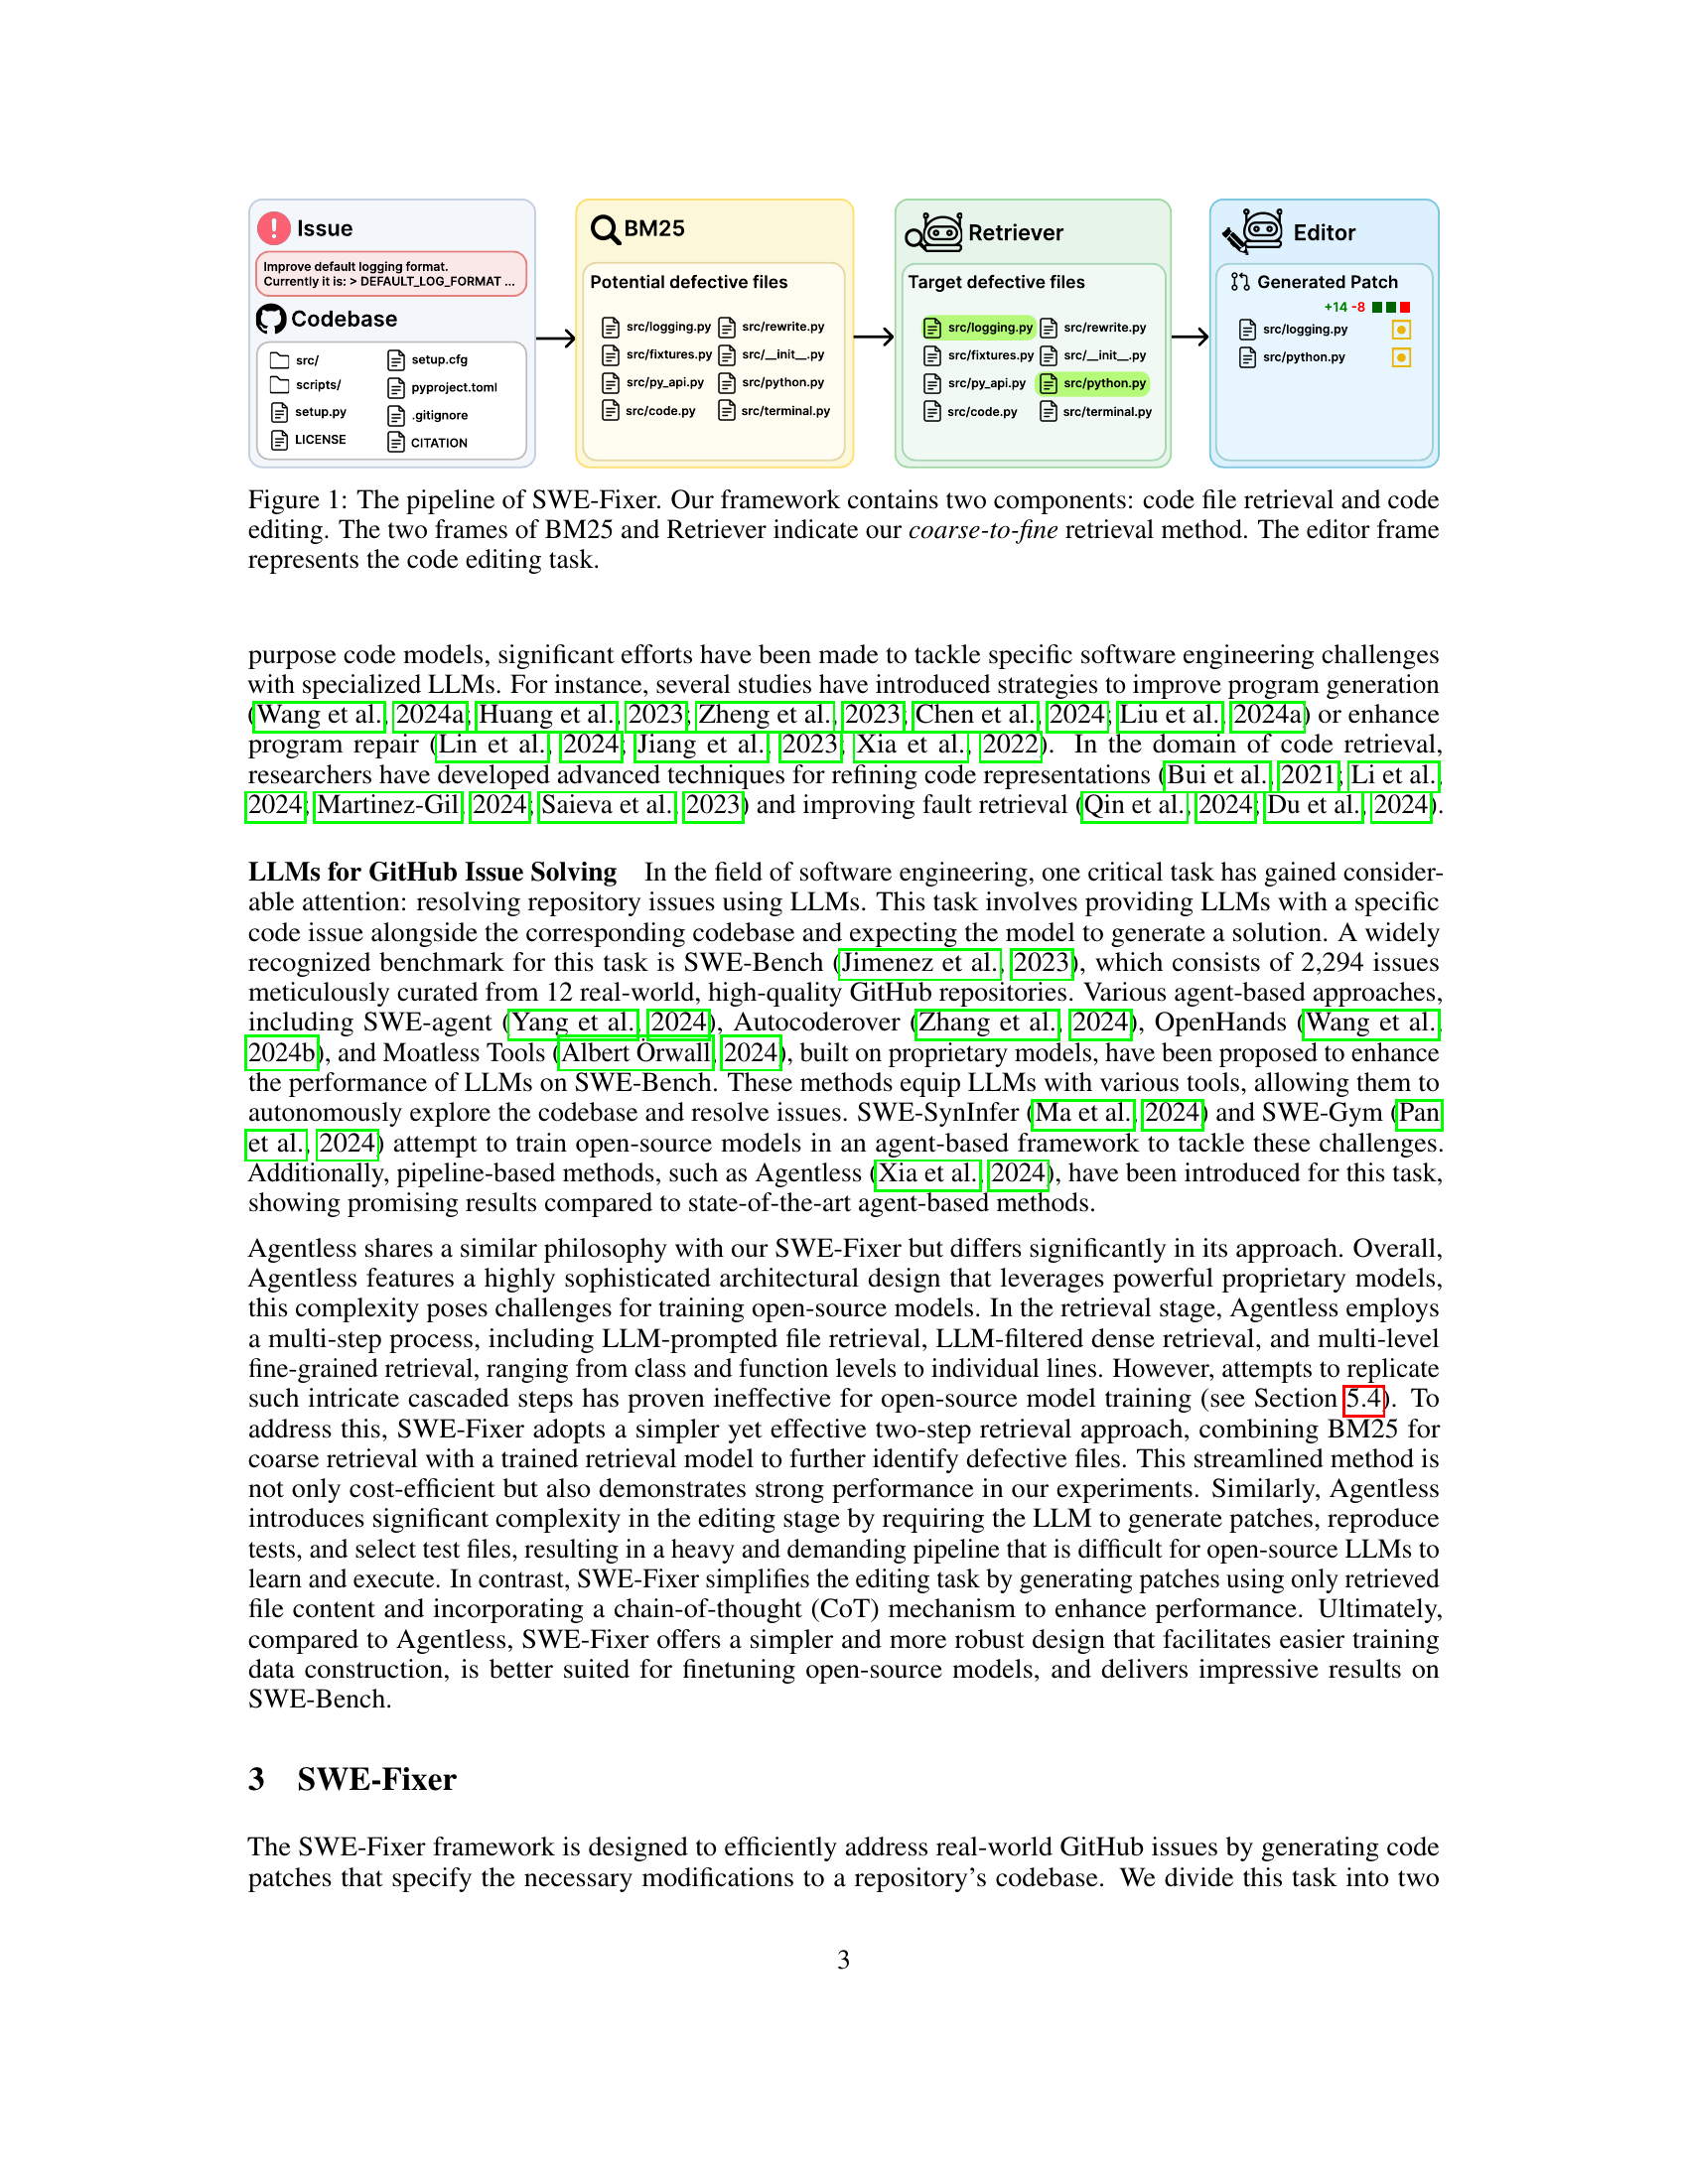 Issue
Improve default logging format.
Currently it is: > DEFAULT_LOG_FORMAT ...
Codebase
src/
scripts/
setup.py
LICENSE
setup.cfg
pyproject.toml
.gitignore
CITATION
BM25
Potential defective files
src/logging.py src/rewrite.py
src/fixtures.py src/__init__.py
src/py_api.py src/python.py
src/code.py src/terminal.py
Retriever
Target defective files
src/logging.py src/rewrite.py
src/fixtures.py src/__init__.py
src/py_api.py src/python.py
src/code.py src/terminal.py
Editor
Generated Patch
+14 -8
src/logging.py
src/python.py
Figure 1: The pipeline of SWE-Fixer. Our framework contains two components: code file retrieval and code
editing. The two frames of BM25 and Retriever indicate our coarse-to-fine retrieval method. The editor frame
represents the code editing task.
purpose code models, significant efforts have been made to tackle specific software engineering challenges
with specialized LLMs. For instance, several studies have introduced strategies to improve program generation
(Wang et al., 2024a; Huang et al., 2023; Zheng et al., 2023; Chen et al., 2024; Liu et al., 2024a) or enhance
program repair (Lin et al., 2024; Jiang et al., 2023; Xia et al., 2022). In the domain of code retrieval,
researchers have developed advanced techniques for refining code representations (Bui et al., 2021; Li et al.,
2024; Martinez-Gil, 2024; Saieva et al., 2023) and improving fault retrieval (Qin et al., 2024; Du et al., 2024).
LLMs for GitHub Issue Solving In the field of software engineering, one critical task has gained consider-
able attention: resolving repository issues using LLMs. This task involves providing LLMs with a specific
code issue alongside the corresponding codebase and expecting the model to generate a solution. A widely
recognized benchmark for this task is SWE-Bench (Jimenez et al., 2023), which consists of 2,294 issues
meticulously curated from 12 real-world, high-quality GitHub repositories. Various agent-based approaches,
including SWE-agent (Yang et al., 2024), Autocoderover (Zhang et al., 2024), OpenHands (Wang et al.,
2024b), and Moatless Tools (Albert Örwall, 2024), built on proprietary models, have been proposed to enhance
the performance of LLMs on SWE-Bench. These methods equip LLMs with various tools, allowing them to
autonomously explore the codebase and resolve issues. SWE-SynInfer (Ma et al., 2024) and SWE-Gym (Pan
et al., 2024) attempt to train open-source models in an agent-based framework to tackle these challenges.
Additionally, pipeline-based methods, such as Agentless (Xia et al., 2024), have been introduced for this task,
showing promising results compared to state-of-the-art agent-based methods.
Agentless shares a similar philosophy with our SWE-Fixer but differs significantly in its approach. Overall,
Agentless features a highly sophisticated architectural design that leverages powerful proprietary models,
this complexity poses challenges for training open-source models. In the retrieval stage, Agentless employs
a multi-step process, including LLM-prompted file retrieval, LLM-filtered dense retrieval, and multi-level
fine-grained retrieval, ranging from class and function levels to individual lines. However, attempts to replicate
such intricate cascaded steps has proven ineffective for open-source model training (see Section 5.4). To
address this, SWE-Fixer adopts a simpler yet effective two-step retrieval approach, combining BM25 for
coarse retrieval with a trained retrieval model to further identify defective files. This streamlined method is
not only cost-efficient but also demonstrates strong performance in our experiments. Similarly, Agentless
introduces significant complexity in the editing stage by requiring the LLM to generate patches, reproduce
tests, and select test files, resulting in a heavy and demanding pipeline that is difficult for open-source LLMs to
learn and execute. In contrast, SWE-Fixer simplifies the editing task by generating patches using only retrieved
file content and incorporating a chain-of-thought (CoT) mechanism to enhance performance. Ultimately,
compared to Agentless, SWE-Fixer offers a simpler and more robust design that facilitates easier training
data construction, is better suited for finetuning open-source models, and delivers impressive results on
SWE-Bench.
3 SWE-Fixer
The SWE-Fixer framework is designed to efficiently address real-world GitHub issues by generating code
patches that specify the necessary modifications to a repository's codebase. We divide this task into two
3